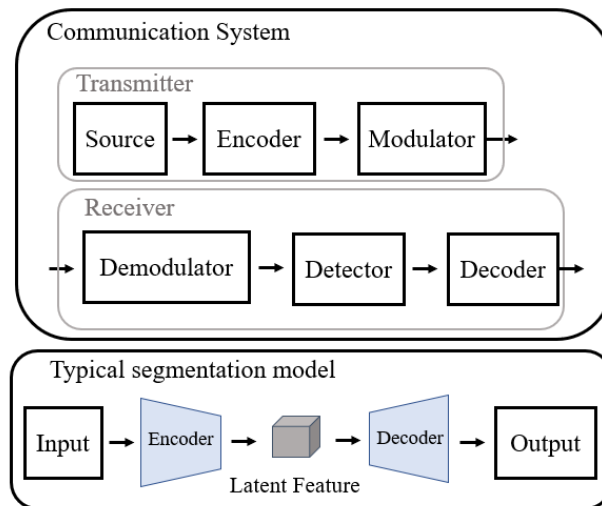 Communication System
Transmitter
Source
Encoder
Modulator
Receiver
Demodulator
Detector
Decoder
Typical segmentation model
Input
Encoder
Latent Feature
Decoder
Output